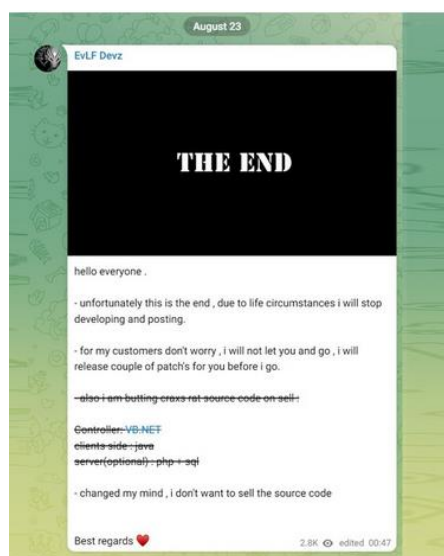 August 23
EvLF Devz
THE END
hello everyone .
- unfortunately this is the end , due to life circumstances i will stop
developing and posting.
- for my customers don't worry , i will not let you and go , i will
release couple of patch's for you before i go.
- also i am butting craxs rat source code on sell :
Controller: VB.NET
clients side : java
server(optional) : php + sql
- changed my mind , i don't want to sell the source code
Best regards ❤️
2.8K edited 00:47